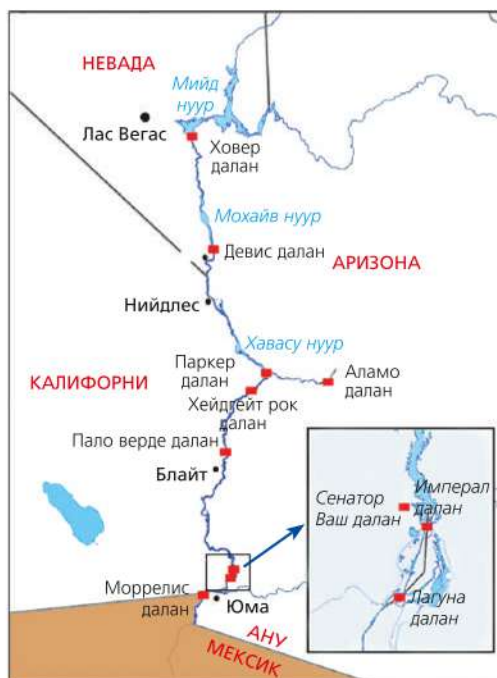 НЕВАДА
Мийд
нуур
Лас Вегас
Ховер
далан
Мохайв нуур
Девис далан
АРИЗОНА
Нийдлес
Хавасу нуур
Паркер
далан
Аламо
далан
КАЛИФОРНИ
Хейдгейт рок
далан
Пало верде далан
Блайт
Сенатор
Ваш далан
Империал
далан
Лагуна
далан
Моррелис
далан
Юма
АНУ
МЕКСИК